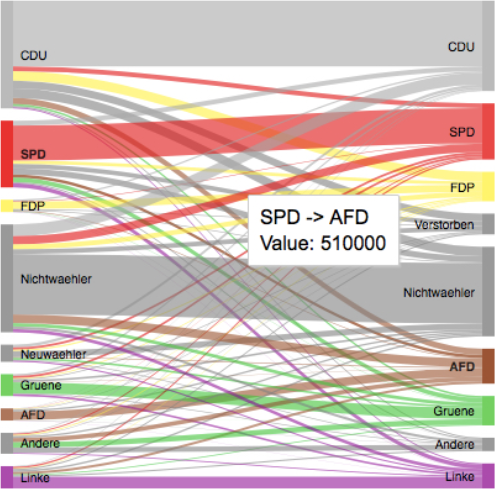 CDU
SPD
FDP
Nichtwaehler
Neuwaehler
Gruene
AFD
Andere
Linke
SPD -> AFD
Value: 510000
CDU
SPD
FDP
Verstorben
Nichtwaehler
AFD
Gruene
Andere
Linke